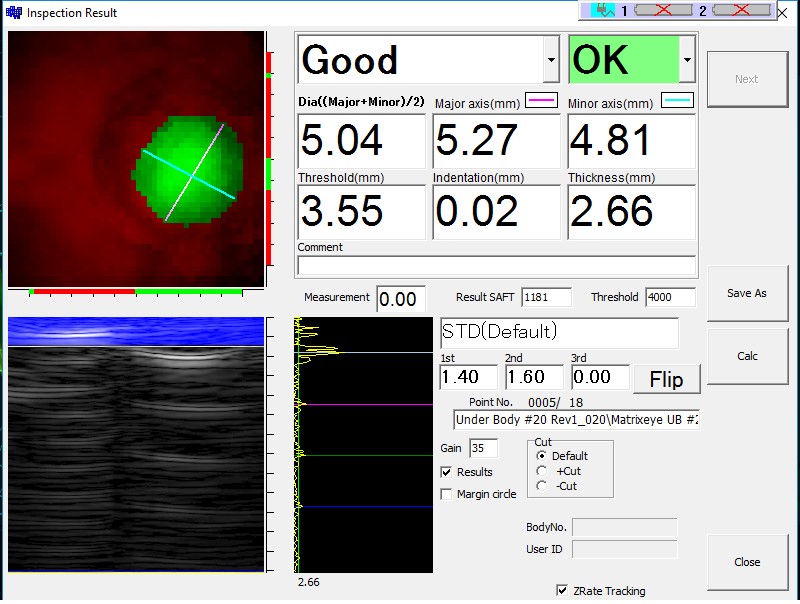 Inspection Result
1 2
Good OK
Next
Dia((Major+Minor)/2) Major axis(mm) Minor axis(mm)
5.04 5.27 4.81
Threshold(mm) Indentation(mm) Thickness(mm)
3.55 0.02 2.66
Comment
Measurement 0.00 Result SAFT 1181 Threshold 4000
Save As
STD(Default)
Calc
1st 2nd 3rd
1.40 1.60 0.00 Flip
Point No. 0005/ 18
Under Body #20 Rev1_020\Matrixeye UB #2
Gain 35
Cut
Default
Results
+Cut
-Cut
Margin circle
BodyNo.
User ID
Close
2.66
ZRate Tracking